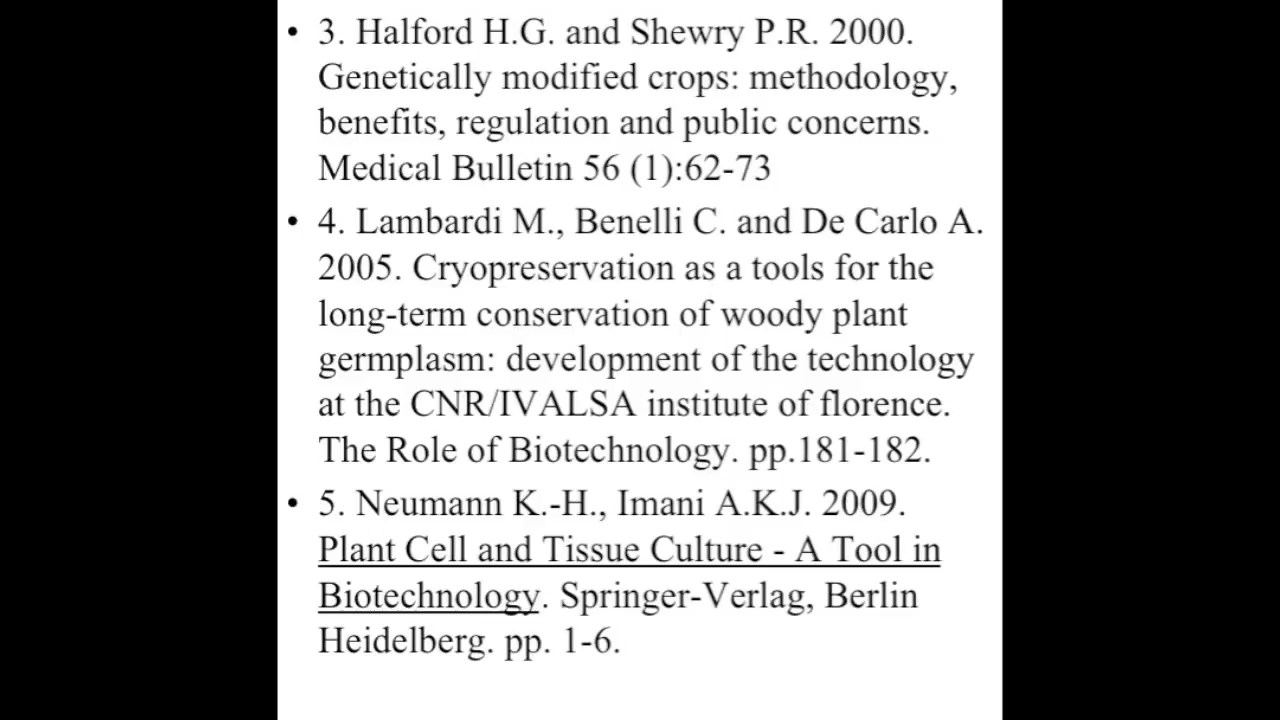 • 3. Halford H.G. and Shewry P.R. 2000.
Genetically modified crops: methodology,
benefits, regulation and public concerns.
Medical Bulletin 56 (1):62-73
• 4. Lambardi M., Benelli C. and De Carlo A.
2005. Cryopreservation as a tools for the
long-term conservation of woody plant
germplasm: development of the technology
at the CNR/IVALSA institute of florence.
The Role of Biotechnology. pp.181-182.
• 5. Neumann K.-H., Imani A.K.J. 2009.
Plant Cell and Tissue Culture - A Tool in
Biotechnology. Springer-Verlag, Berlin
Heidelberg. pp. 1-6.